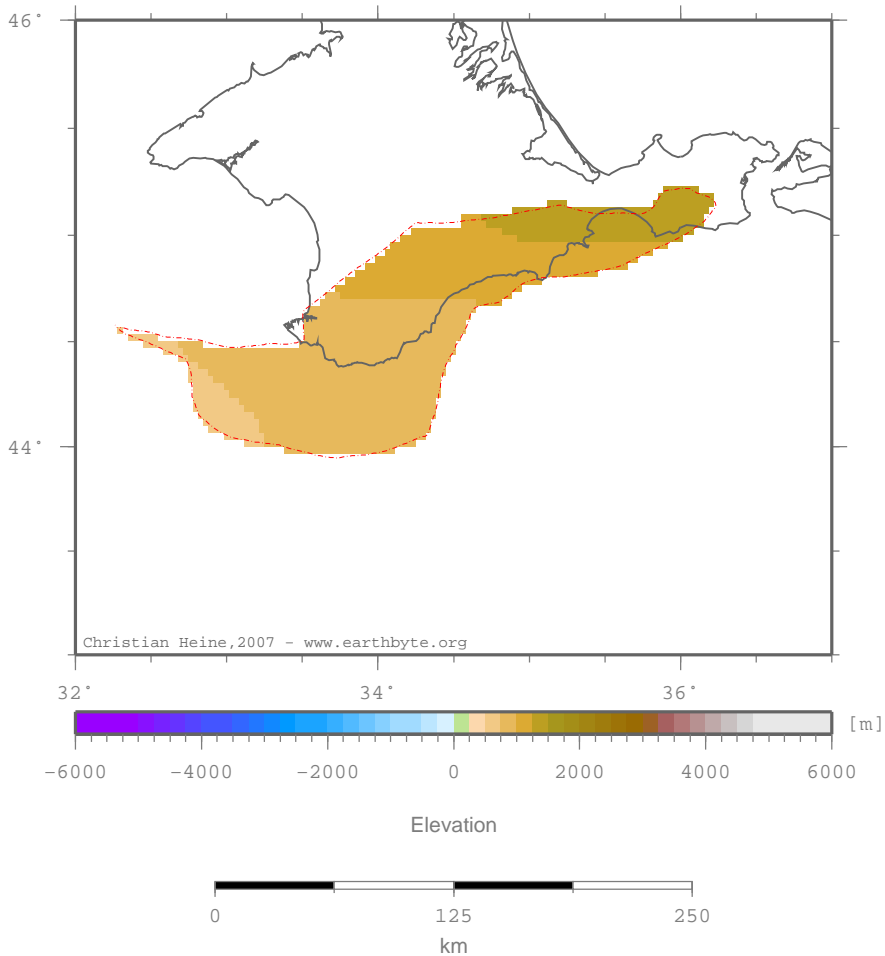 46°
44°
Christian Heine,2007 - www.earthbyte.org
32° 34° 36°
[m]
-6000 -4000 -2000 0 2000 4000 6000
Elevation
0 125 250
km